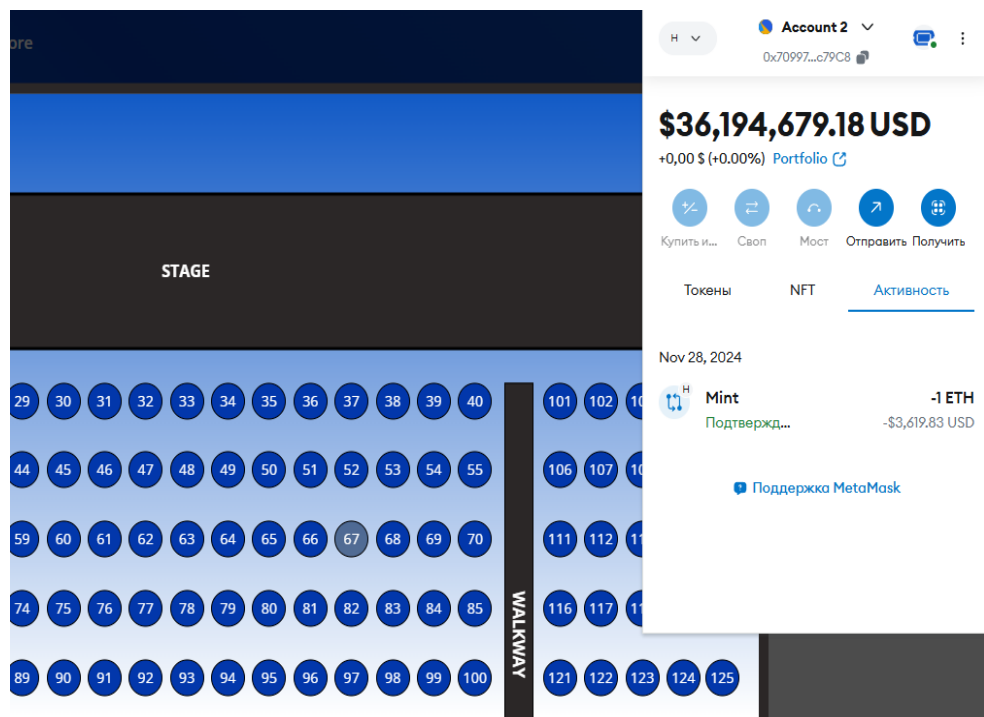 ore
STAGE
29 30 31 32 33 34 35 36 37 38 39 40 101 102 10
44 45 46 47 48 49 50 51 52 53 54 55 106 107 10
59 60 61 62 63 64 65 66 67 68 69 70 111 112 11
74 75 76 77 78 79 80 81 82 83 84 85 116 117 11
WALKWAY
89 90 91 92 93 94 95 96 97 98 99 100 121 122 123 124 125
H
Account 2
0x70997...c79C8
$36,194,679.18 USD
+0,00 $ (+0.00%) Portfolio
Купить и... Своп Мост Отправить Получить
Токены NFT Активность
Nov 28, 2024
H
Mint -1 ETH
Подтвержд... -$3,619.83 USD
Поддержка MetaMask